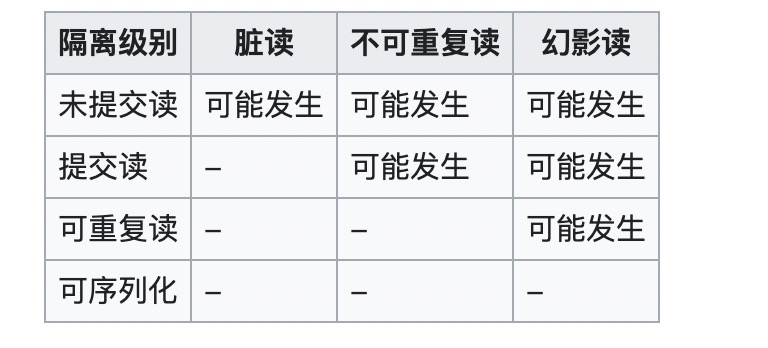 隔离级别 脏读 不可重复读 幻影读
未提交读 可能发生 可能发生 可能发生
提交读 – 可能发生 可能发生
可重复读 – – 可能发生
可序列化 – – –